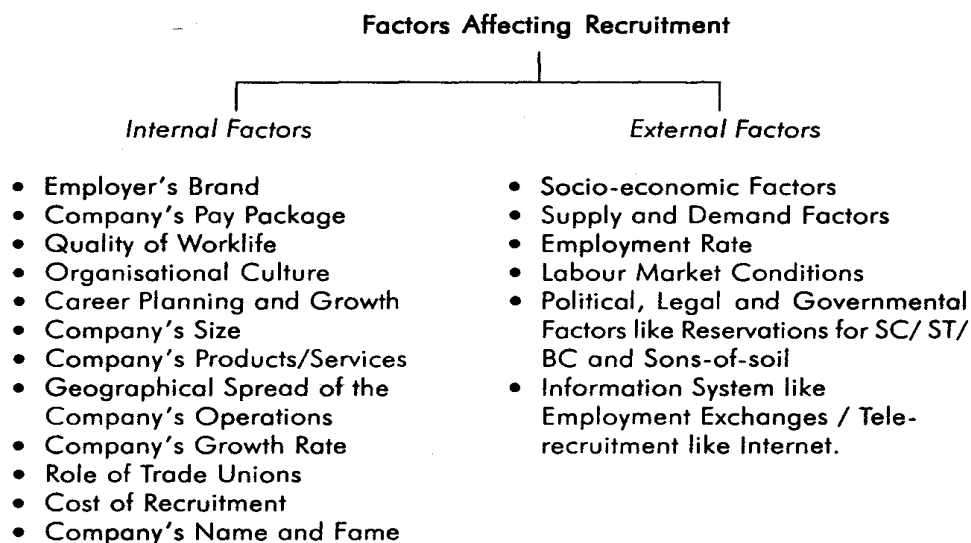 Factors Affecting Recruitment
Internal Factors
• Employer's Brand
• Company's Pay Package
• Quality of Worklife
• Organisational Culture
• Career Planning and Growth
• Company's Size
• Company's Products/Services
• Geographical Spread of the
Company's Operations
• Company's Growth Rate
• Role of Trade Unions
• Cost of Recruitment
• Company's Name and Fame
External Factors
• Socio-economic Factors
• Supply and Demand Factors
• Employment Rate
• Labour Market Conditions
• Political, Legal and Governmental
Factors like Reservations for SC/ ST/
BC and Sons-of-soil
• Information System like
Employment Exchanges / Tele-
recruitment like Internet.